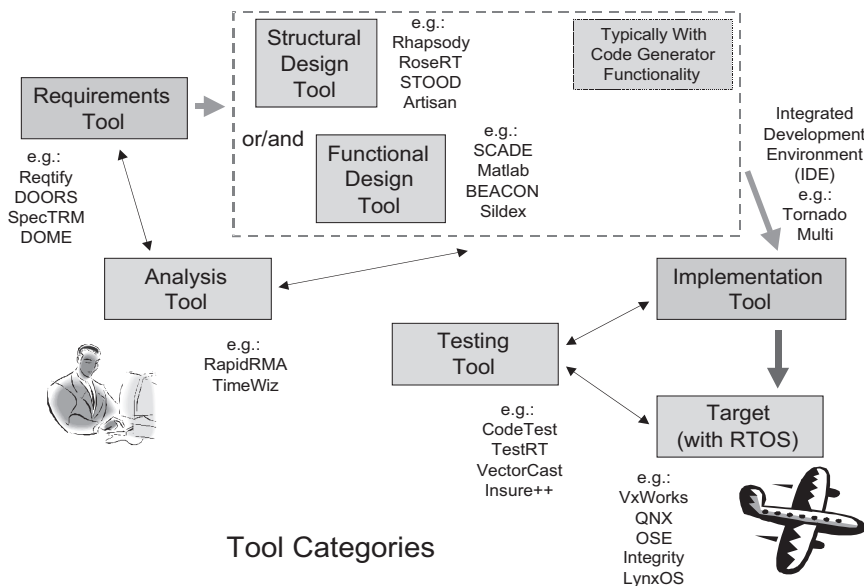 Structural
Design
Tool
e.g.:
Rhapsody
RoseRT
STOOD
Artisan
Typically With
Code Generator
Functionality
Requirements
Tool
or/and
Functional
Design
Tool
e.g.:
SCADE
Matlab
BEACON
Sildex
Integrated
Development
Environment
(IDE)
e.g.:
Tornado
Multi
e.g.:
Reqtify
DOORS
SpecTRM
DOME
Analysis
Tool
e.g.:
RapidRMA
TimeWiz
Implementation
Tool
Testing
Tool
e.g.:
CodeTest
TestRT
VectorCast
Insure++
Target
(with RTOS)
e.g.:
VxWorks
QNX
OSE
Integrity
LynxOS
Tool Categories